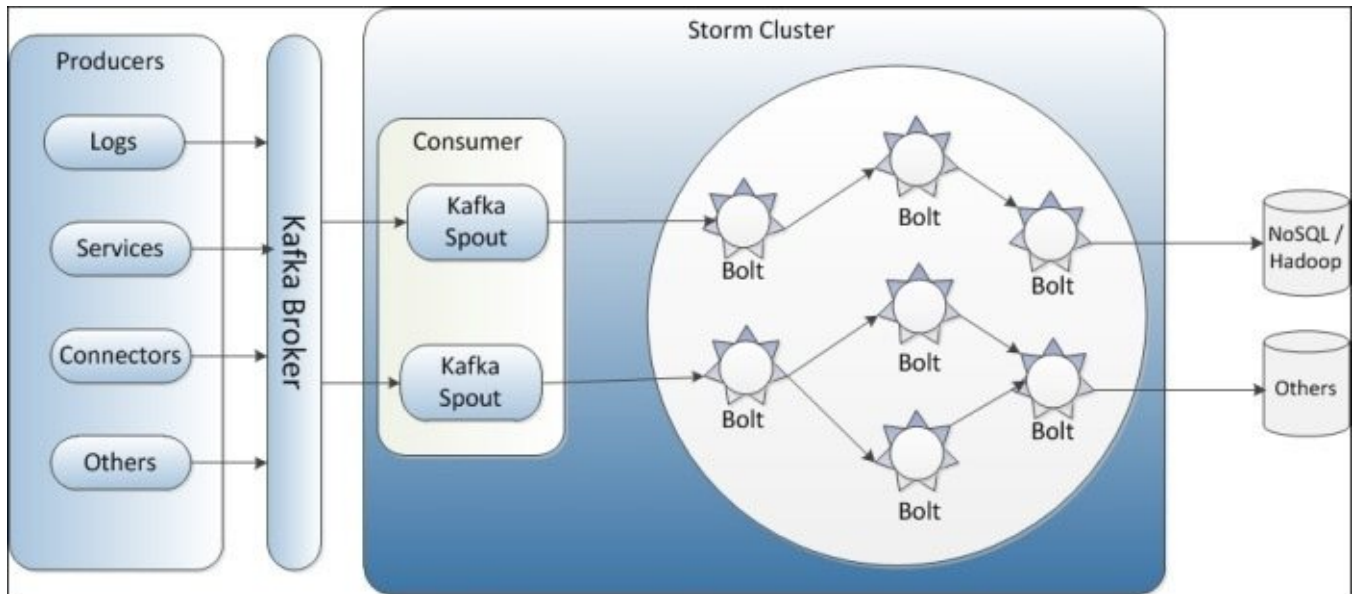 Storm Cluster
Producers
Logs
Services
Connectors
Others
Kafka Broker
Consumer
Kafka
Spout
Kafka
Spout
Bolt
Bolt
Bolt
Bolt
Bolt
Bolt
Bolt
NoSQL /
Hadoop
Others